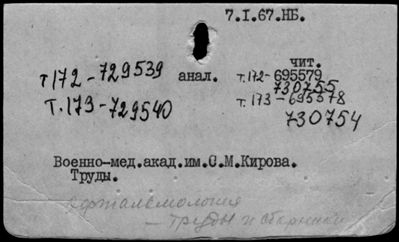 7.I.67.НБ.
чит.
т172-729539 анал. т.172-695579
730755
т.173-729540 т.173-695578
730754
Военно-мед.акад.им.С.М.Кирова.
Труды.
Офтальмология
- труды и сборники